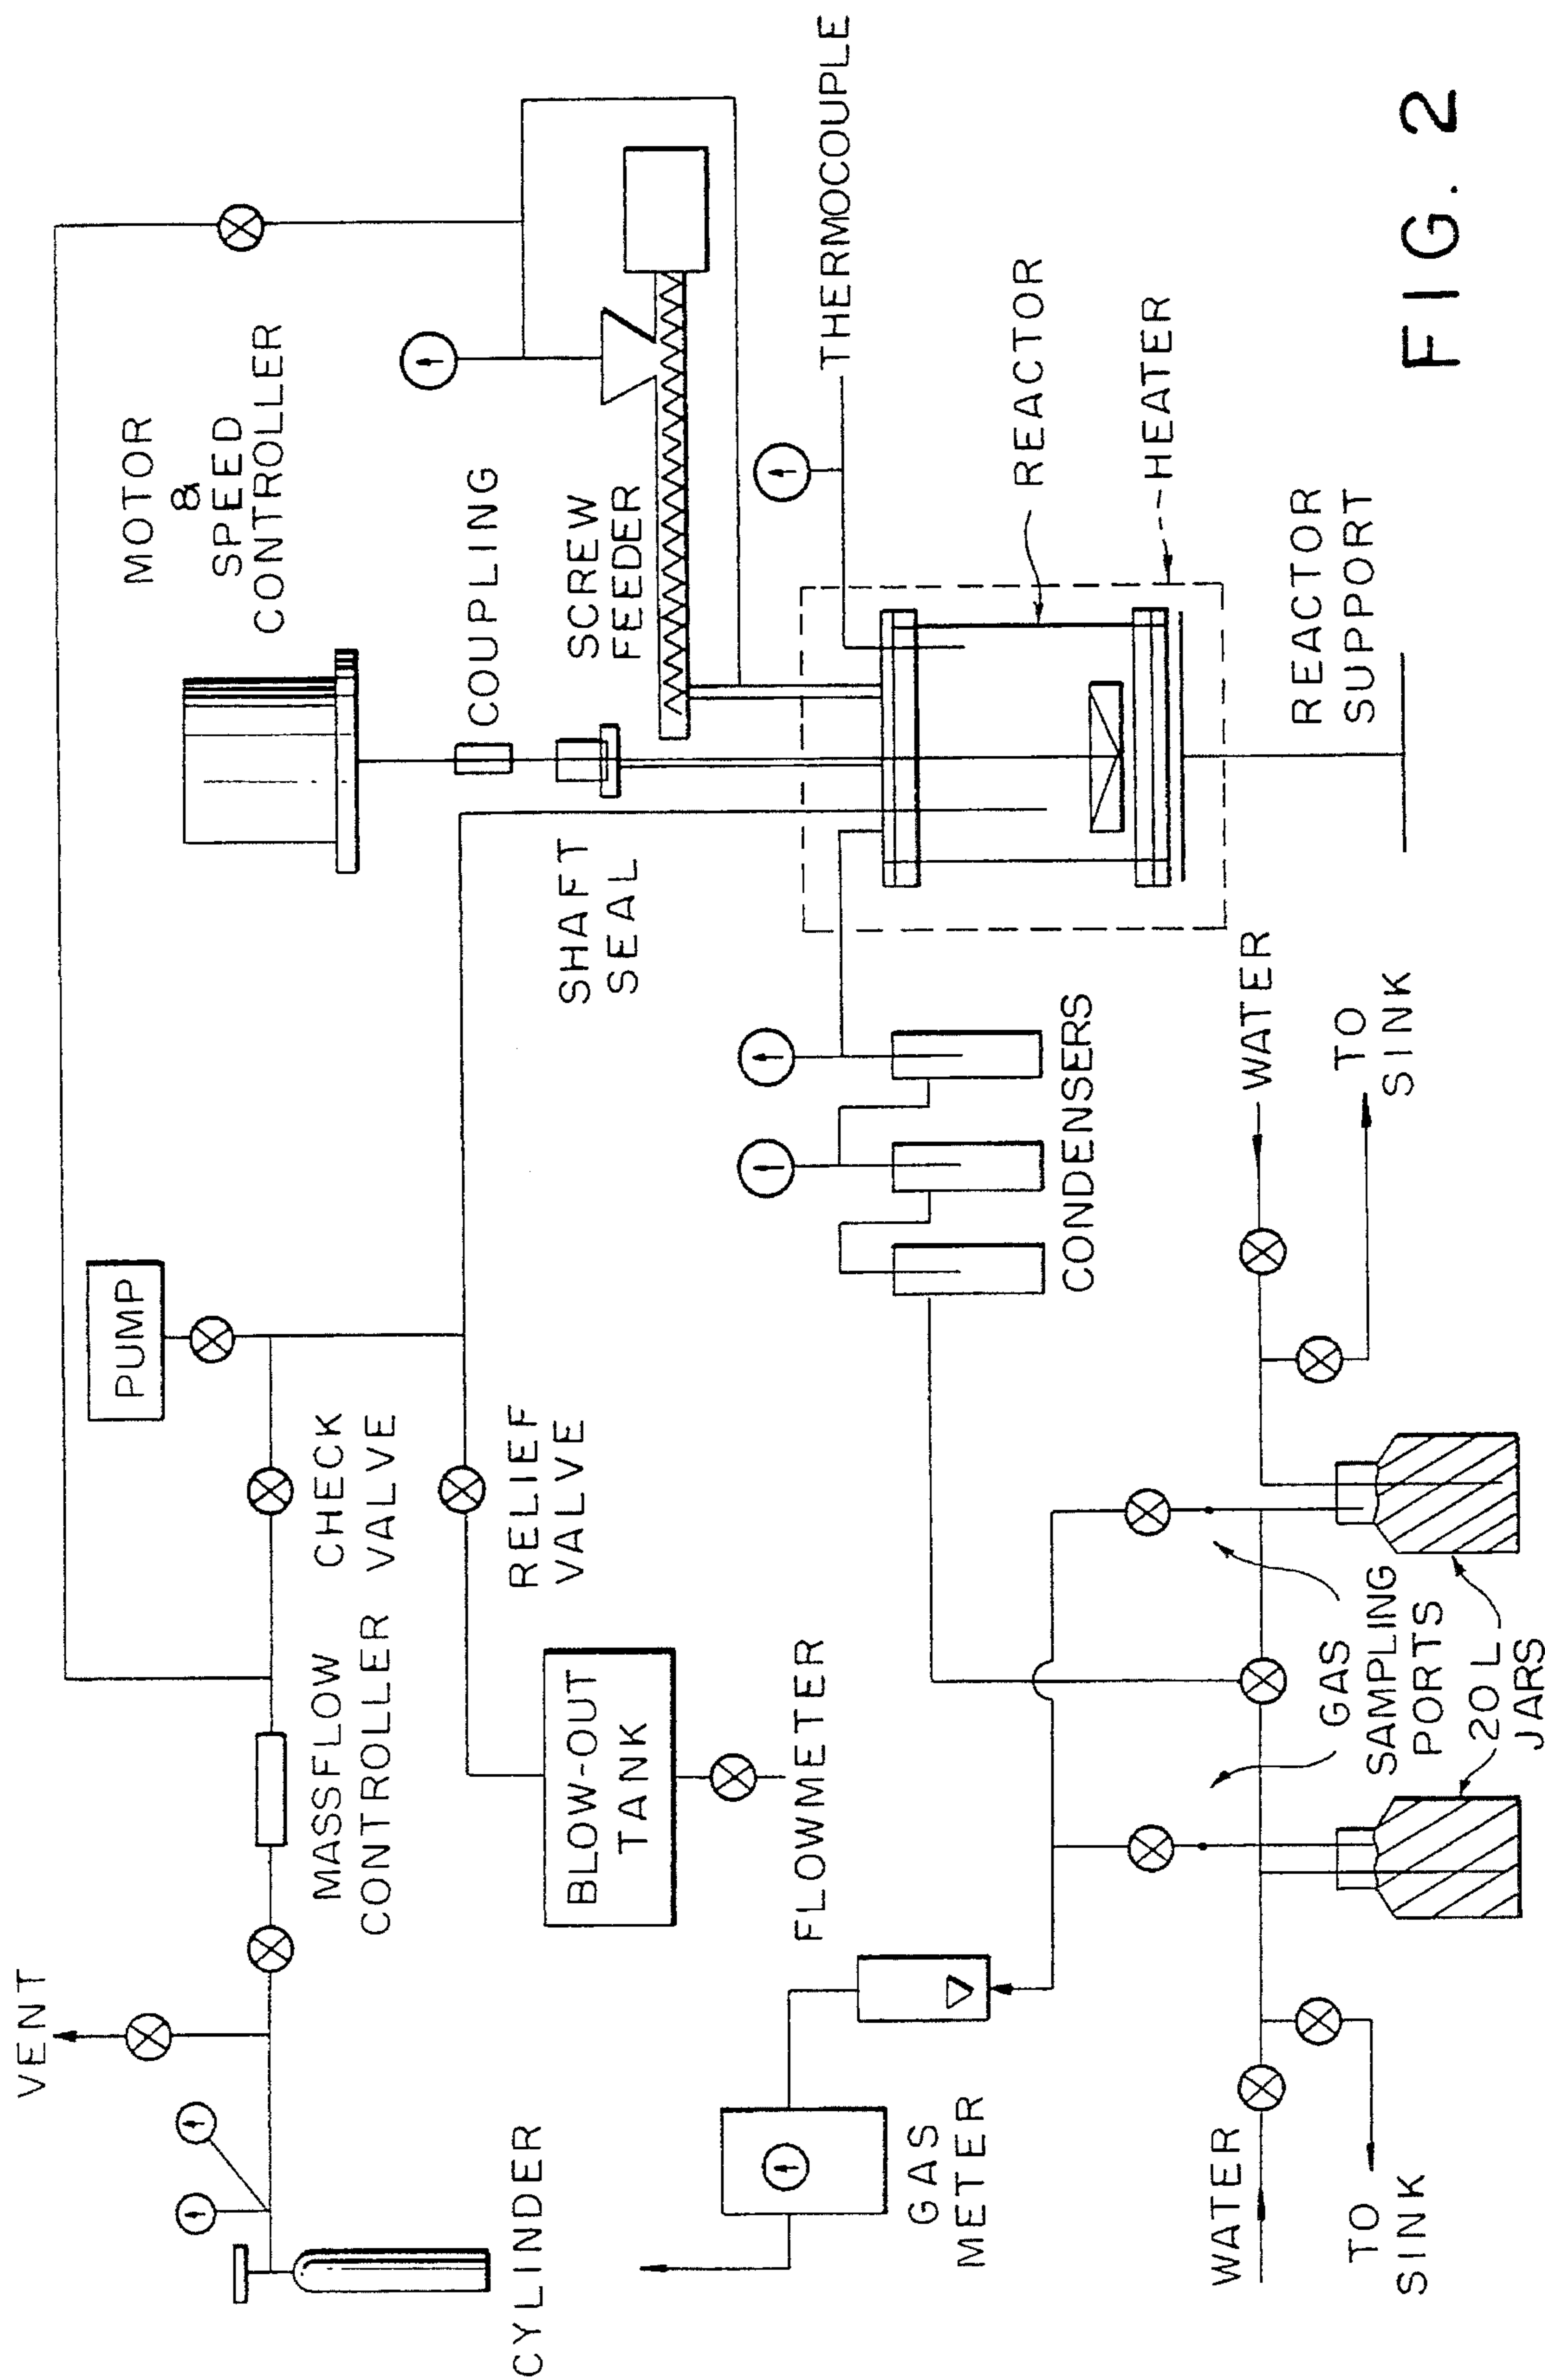 VENT
PUMP
MOTOR
&
SPEED
CONTROLLER
MASSFLOW
CONTROLLER
CHECK
VALVE
CYLINDER
RELIEF
VALVE
COUPLING
SHAFT
SEAL
SCREW
FEEDER
BLOW-OUT
TANK
FLOWMETER
THERMOCOUPLE
GAS
METER
CONDENSERS
REACTOR
HEATER
WATER
TO
SINK
GAS
SAMPLING
PORTS
20 L
JARS
WATER
TO
SINK
REACTOR
SUPPORT
FIG. 2